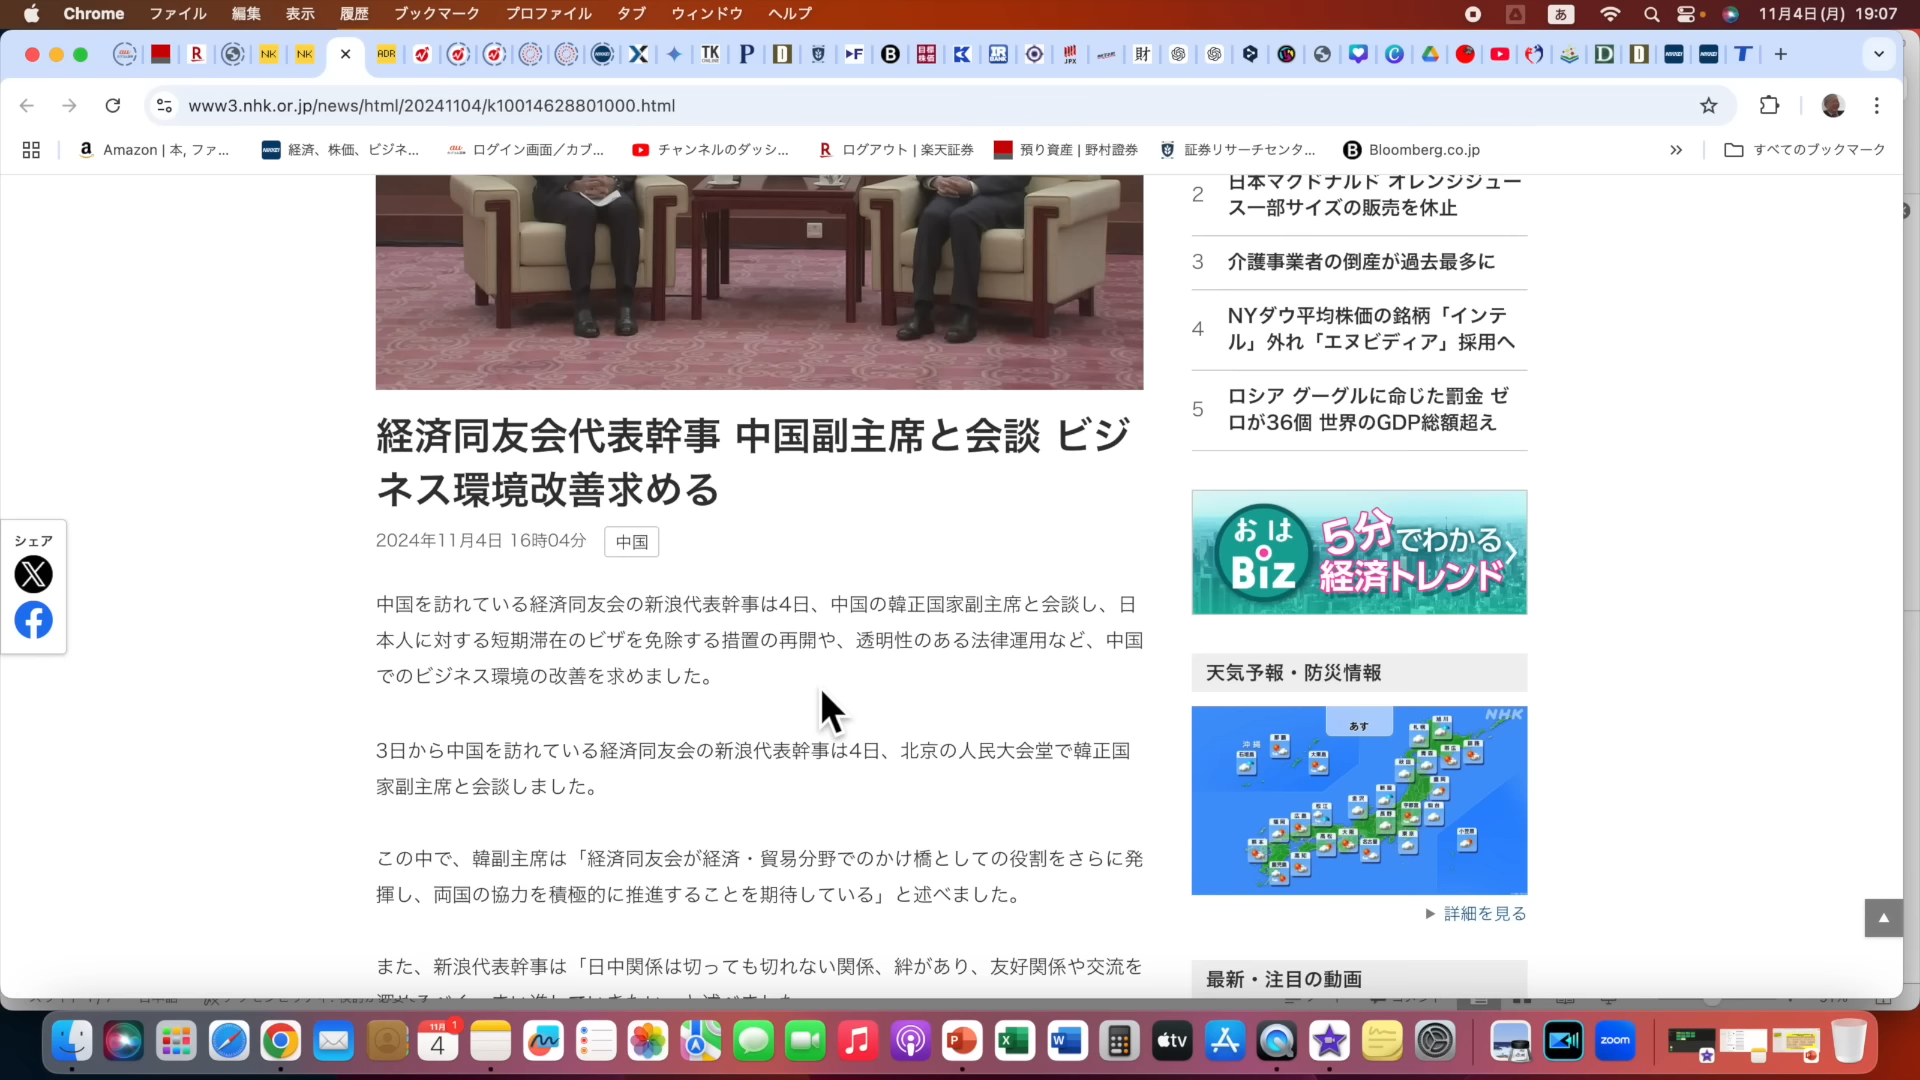 Chrome ファイル 編集 表示 履歴 ブックマーク プロファイル タブ ウィンドウ ヘルプ
あ 11月4日(月) 19:07
www3.nhk.or.jp/news/html/20241104/k10014628801000.html
Amazon | 本, ファ... 経済、株価、ビジネ... ログイン画面／カブ... チャンネルのダッシ... ログアウト | 楽天証券 預り資産 | 野村證券 証券リサーチセンタ... Bloomberg.co.jp » すべてのブックマーク
経済同友会代表幹事 中国副主席と会談 ビジ
ネス環境改善求める
2024年11月4日 16時04分 中国
シェア
中国を訪れている経済同友会の新浪代表幹事は4日、中国の韓正国家副主席と会談し、日
本人に対する短期滞在のビザを免除する措置の再開や、透明性のある法律運用など、中国
でのビジネス環境の改善を求めました。
3日から中国を訪れている経済同友会の新浪代表幹事は4日、北京の人民大会堂で韓正国
家副主席と会談しました。
この中で、韓副主席は「経済同友会が経済・貿易分野でのかけ橋としての役割をさらに発
揮し、両国の協力を積極的に推進することを期待している」と述べました。
また、新浪代表幹事は「日中関係は切っても切れない関係、絆があり、友好関係や交流を
2 日本マクドナルド オレンジジュー
ス一部サイズの販売を休止
3 介護事業者の倒産が過去最多に
4 NYダウ平均株価の銘柄「インテ
ル」外れ「エヌビディア」採用へ
5 ロシア グーグルに命じた罰金 ゼ
ロが36個 世界のGDP総額超え
おはBiz 5分でわかる
経済トレンド
天気予報・防災情報
あす
NHK
▶ 詳細を見る
最新・注目の動画
11月 4
tv
zoom